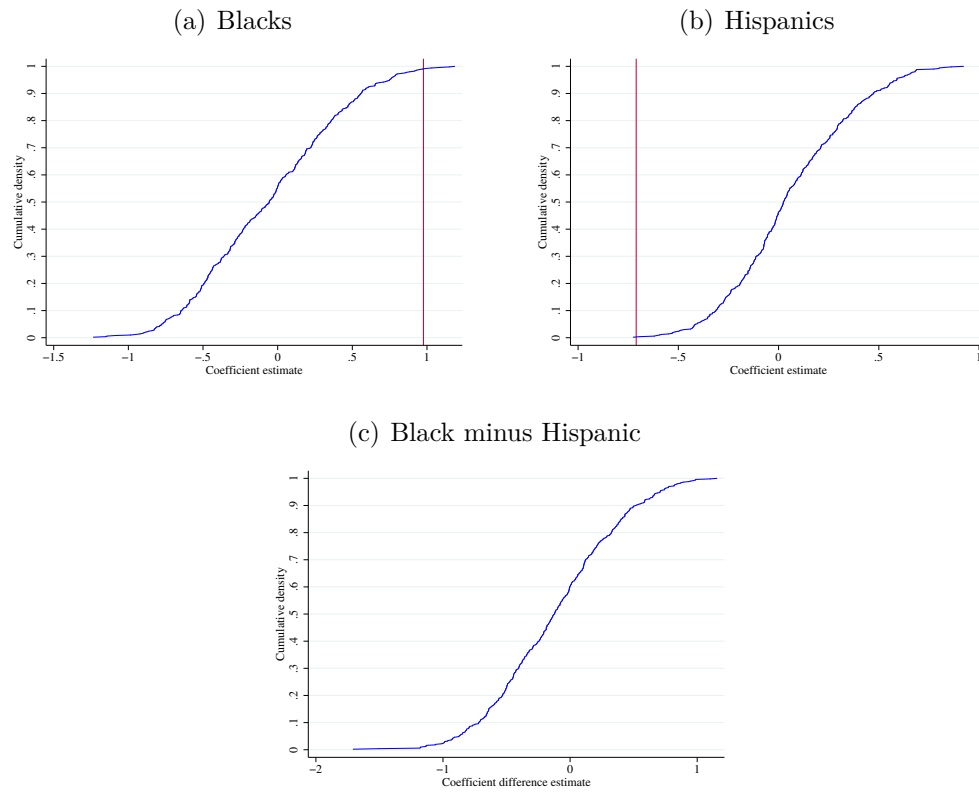 (a) Blacks
Cumulative density
0 .1 .2 .3 .4 .5 .6 .7 .8 .9 1
-1.5 -1 -.5 0 .5 1
Coefficient estimate
(b) Hispanics
Cumulative density
0 .1 .2 .3 .4 .5 .6 .7 .8 .9 1
-1 -.5 0 .5 1
Coefficient estimate
(c) Black minus Hispanic
Cumulative density
0 .1 .2 .3 .4 .5 .6 .7 .8 .9 1
-2 -1 0 1
Coefficient difference estimate